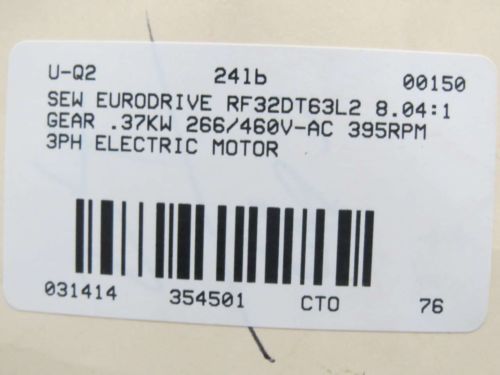 U-Q2 24lb 00150
SEW EURODRIVE RF32DT63L2 8.04:1
GEAR .37KW 266/460V-AC 395RPM
3PH ELECTRIC MOTOR
031414 354501 CTO 76